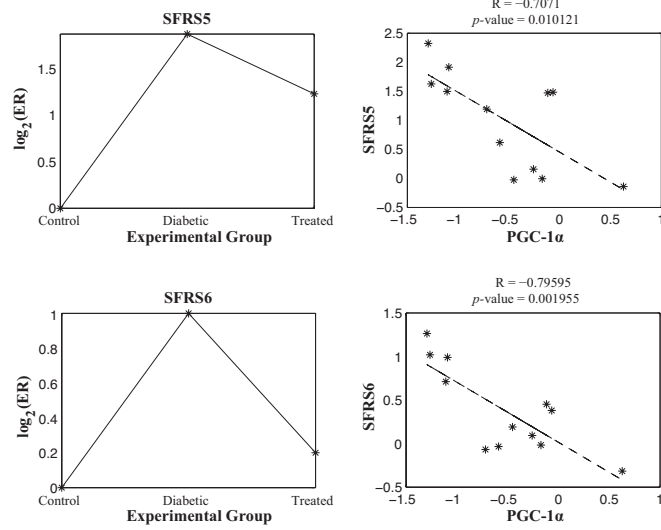 SFRS5
log2(ER)
1.5
1
0.5
0
Control
Diabetic
Treated
Experimental Group
R = −0.7071
p-value = 0.010121
SFRS5
2.5
2
1.5
1
0.5
0
−0.5
−1.5
−1
−0.5
0
0.5
1
PGC-1α
SFRS6
log2(ER)
1
0.8
0.6
0.4
0.2
0
Control
Diabetic
Treated
Experimental Group
R = −0.79595
p-value = 0.001955
SFRS6
1.5
1
0.5
0
−0.5
−1.5
−1
−0.5
0
0.5
1
PGC-1α